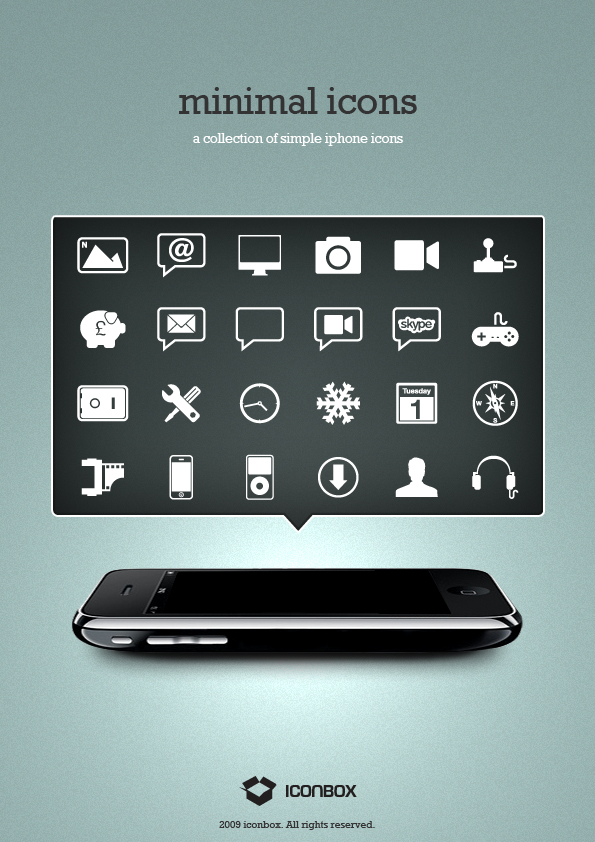 minimal icons
a collection of simple iphone icons
N
@
£
skype
Tuesday
1
N
W E
S
ICONBOX
2009 iconbox. All rights reserved.